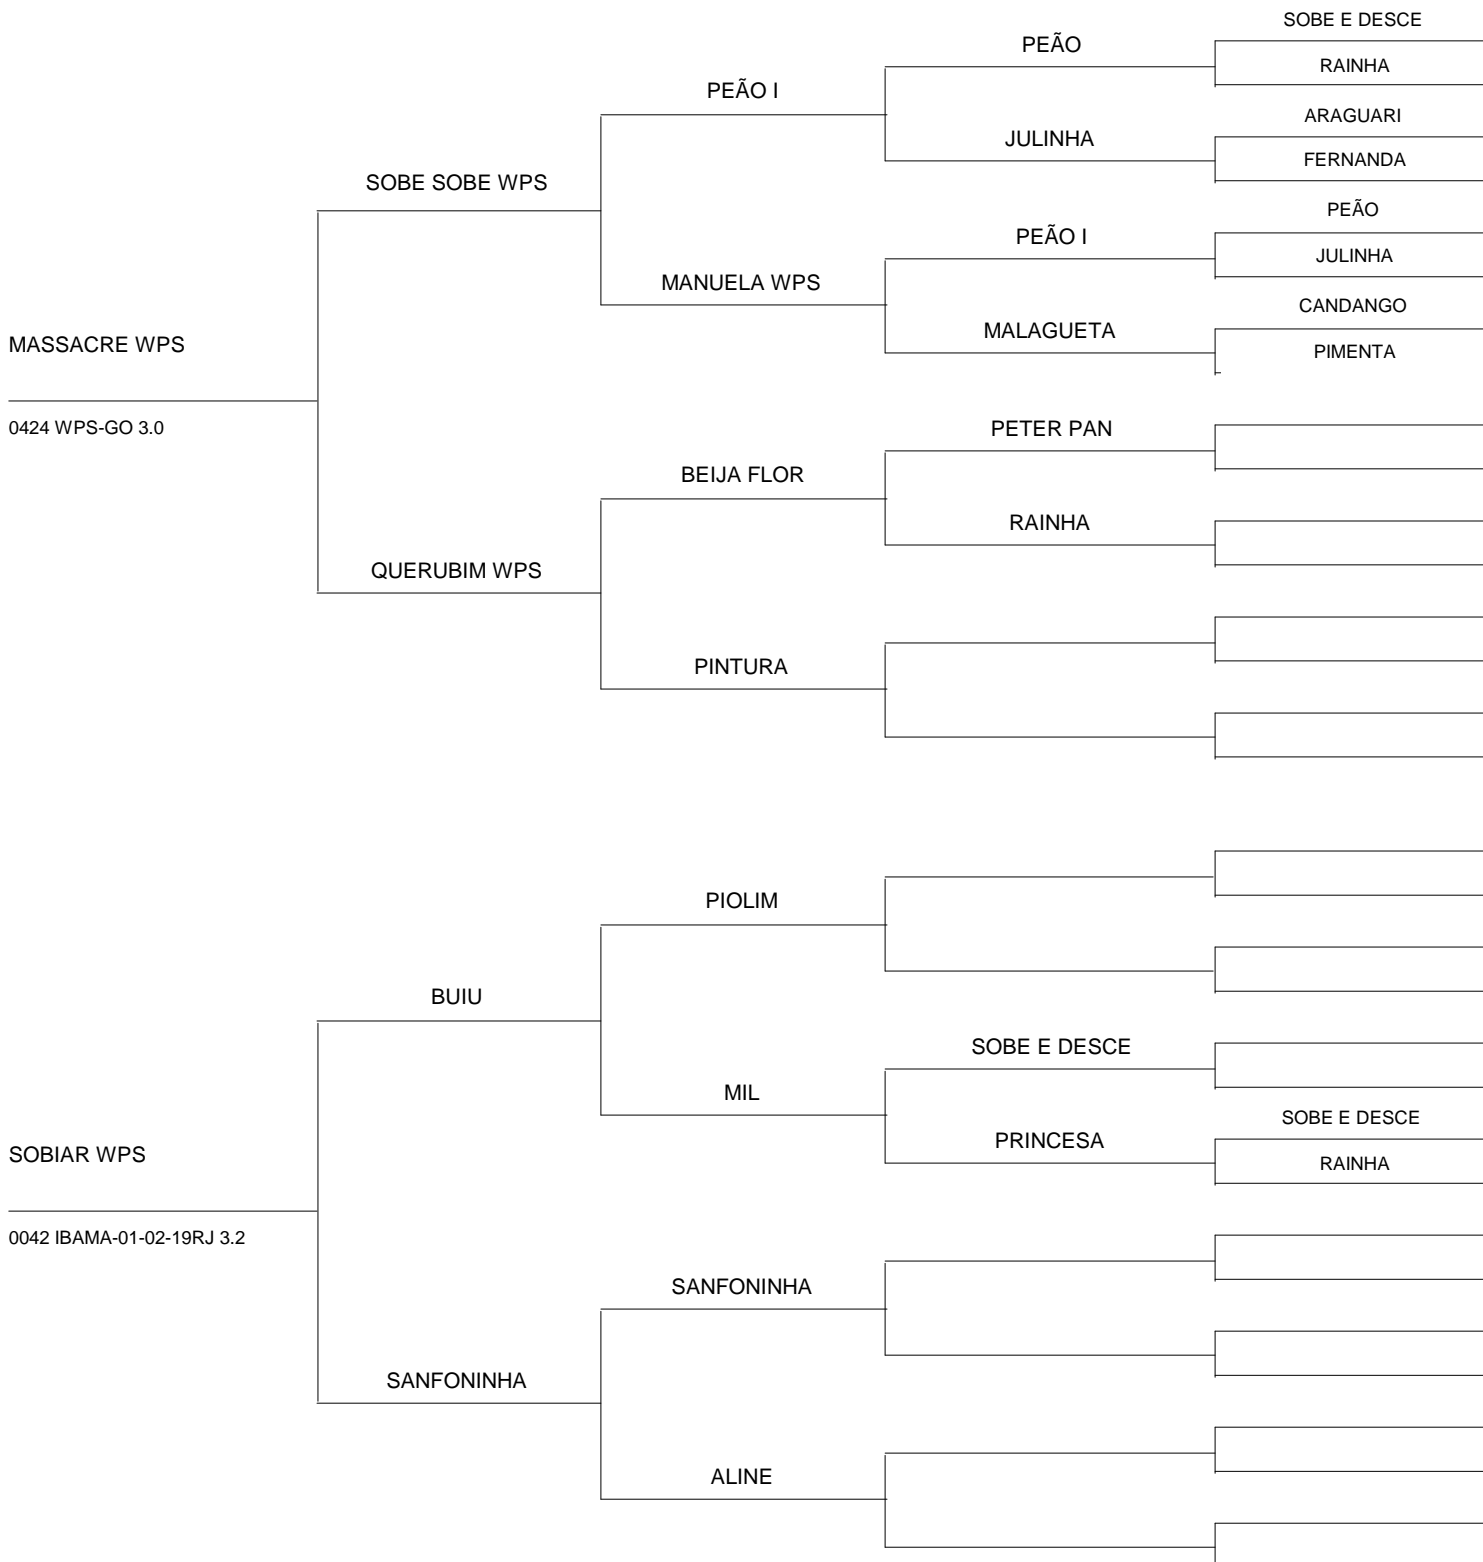 SOBE E DESCE
PEÃO
RAINHA
PEÃO I
ARAGUARI
JULINHA
FERNANDA
SOBE SOBE WPS
PEÃO
PEÃO I
JULINHA
MANUELA WPS
CANDANGO
MALAGUETA
MASSACRE WPS
PIMENTA
0424 WPS-GO 3.0
PETER PAN
BEIJA FLOR
RAINHA
QUERUBIM WPS
PINTURA
PIOLIM
BUIU
SOBE E DESCE
MIL
SOBE E DESCE
PRINCESA
SOBIAR WPS
RAINHA
0042 IBAMA-01-02-19RJ 3.2
SANFONINHA
SANFONINHA
ALINE